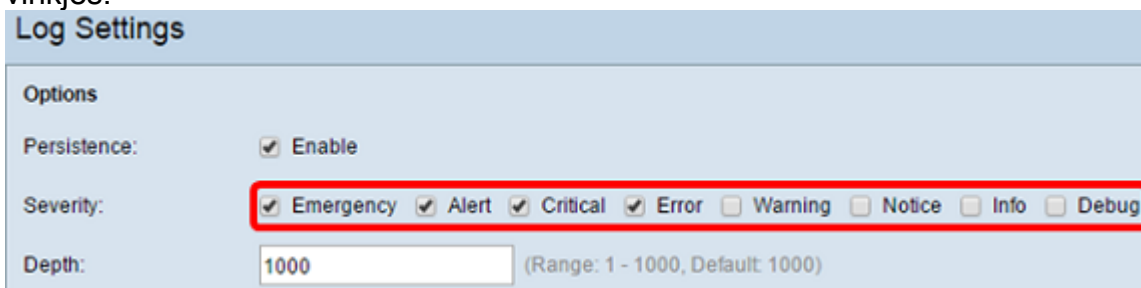 vinkjes.
Log Settings
Options
Persistence: Enable
Severity: Emergency Alert Critical Error Warning Notice Info Debug
Depth: 1000 (Range: 1 - 1000, Default: 1000)